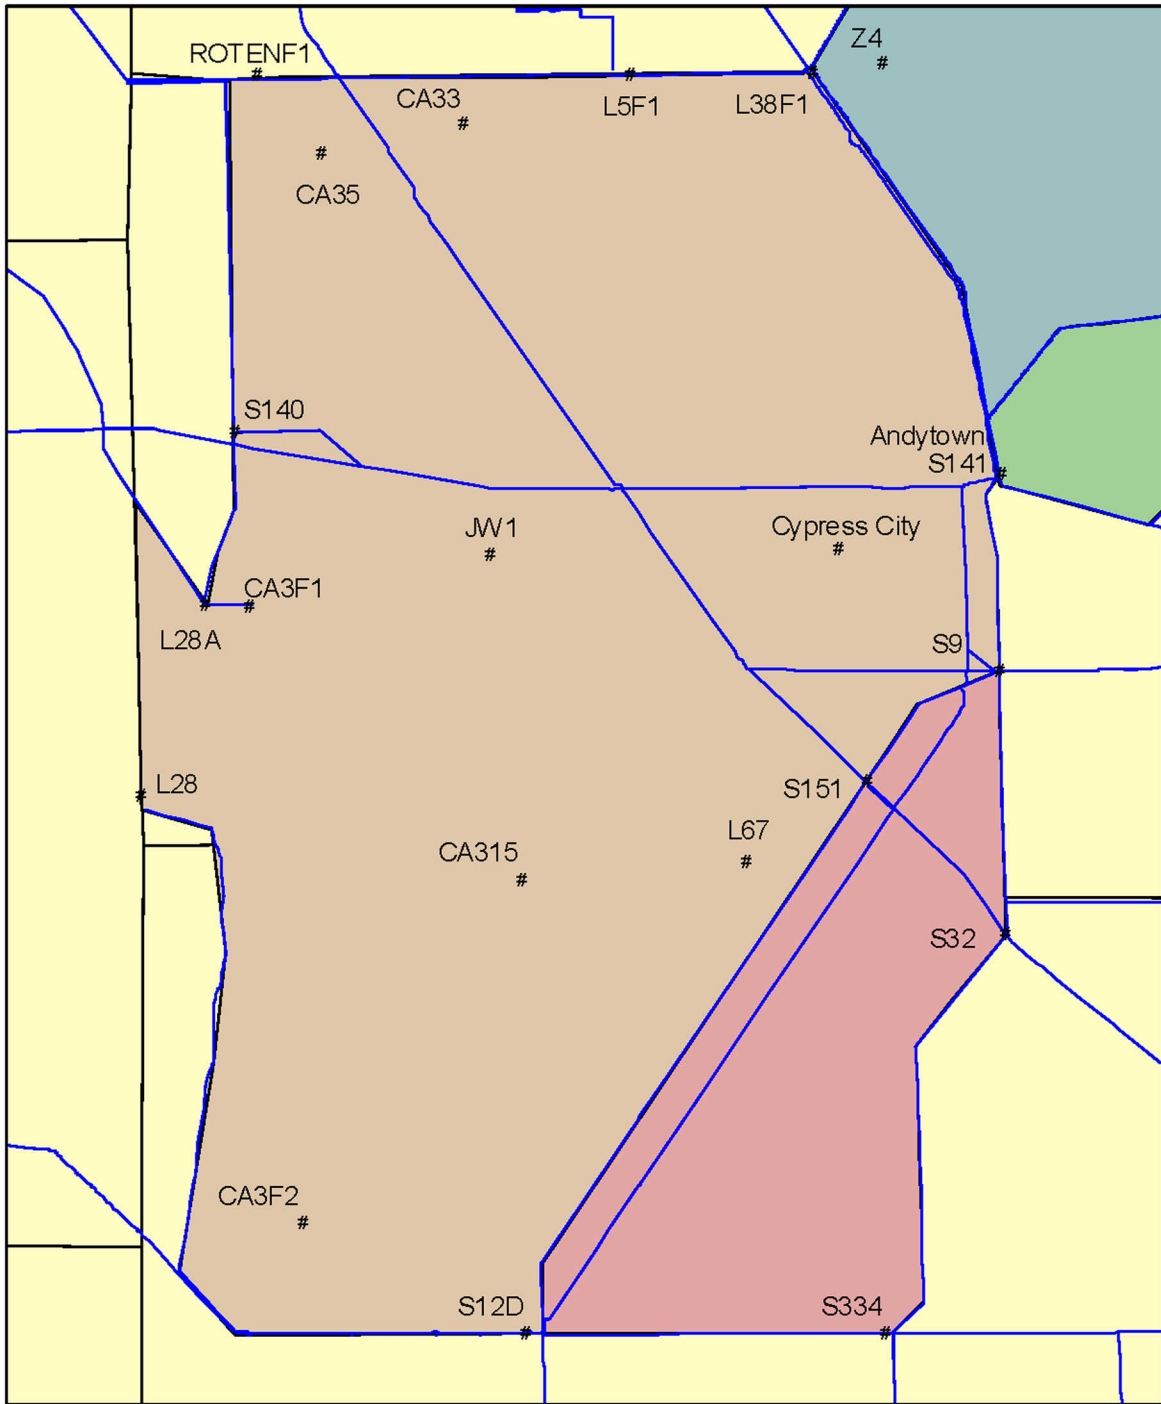 Z4
ROTENF1
CA33
L5F1
L38F1
CA35
S140
Andytown
S141
JW1
Cypress City
CA3F1
L28A
S9
L28
S151
L67
CA315
S32
CA3F2
S12D
S334